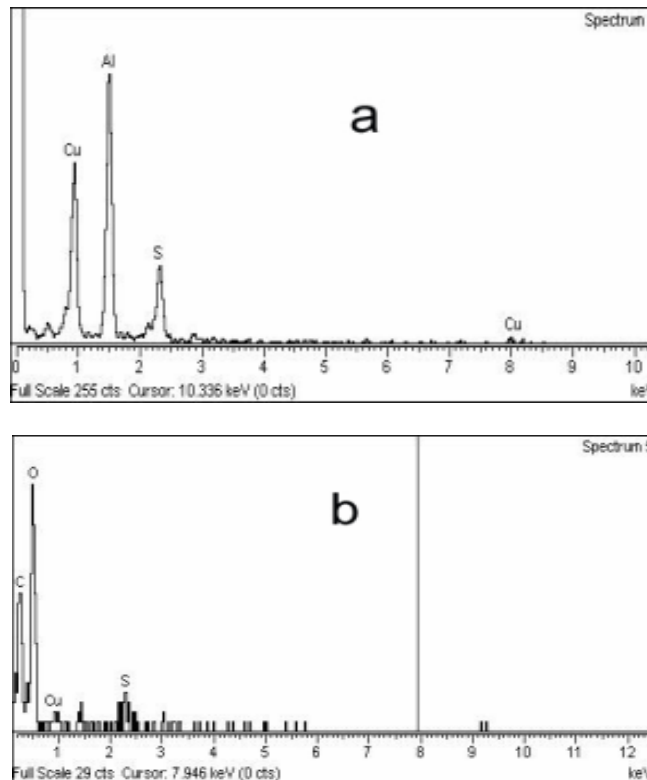 Spectrum
Al
a
Cu
S
Cu
0 1 2 3 4 5 6 7 8 9 10
Full Scale 255 cts Cursor: 10.336 keV (0 cts)
Spectrum
O
b
C
Cu
S
1 2 3 4 5 6 7 8 9 10 11 12
Full Scale 29 cts Cursor: 7.946 keV (0 cts)